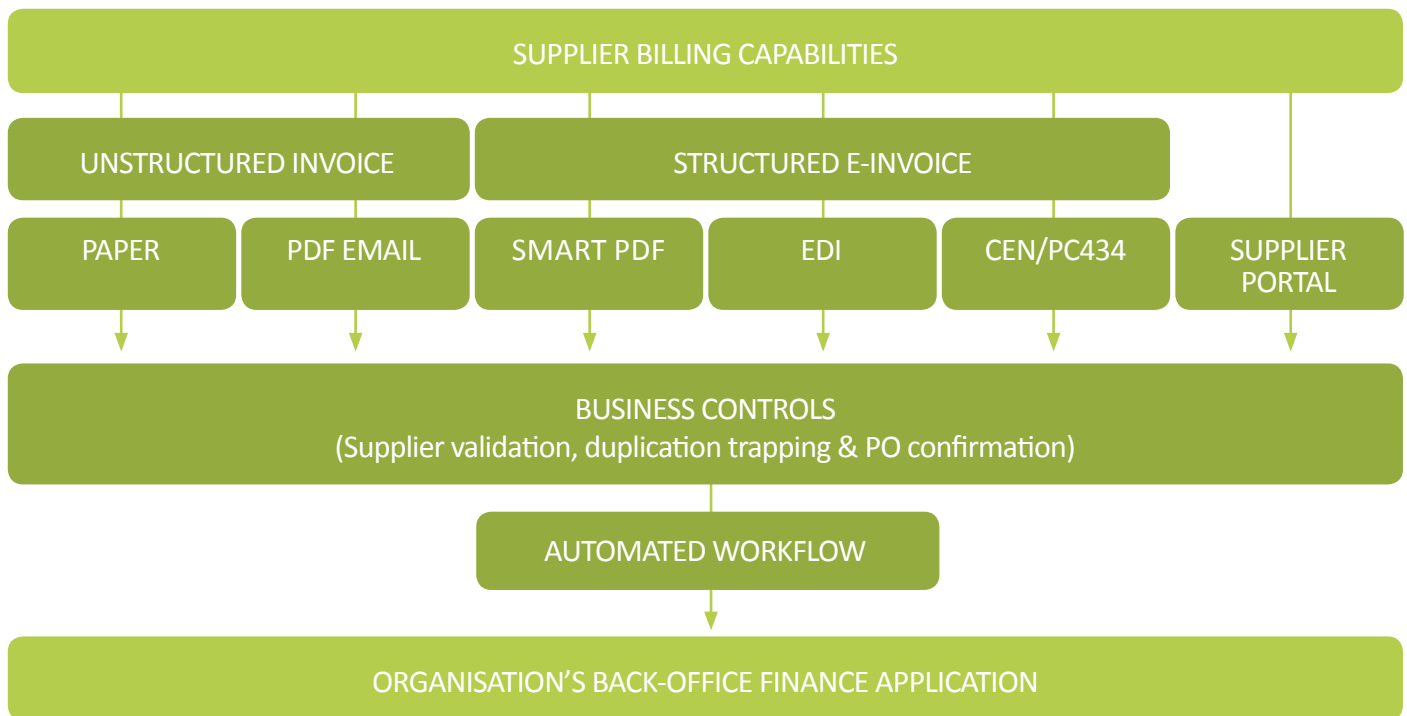 SUPPLIER BILLING CAPABILITIES
UNSTRUCTURED INVOICE
STRUCTURED E-INVOICE
PAPER
PDF EMAIL
SMART PDF
EDI
CEN/PC434
SUPPLIER
PORTAL
BUSINESS CONTROLS
(Supplier validation, duplication trapping & PO confirmation)
AUTOMATED WORKFLOW
ORGANISATION’S BACK-OFFICE FINANCE APPLICATION